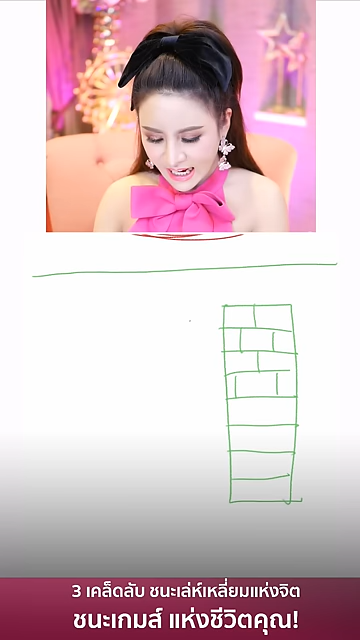 3 เคล็ดลับ ชนะเล่ห์เหลี่ยมแห่งจิต
ชนะเกมส์ แห่งชีวิตคุณ!